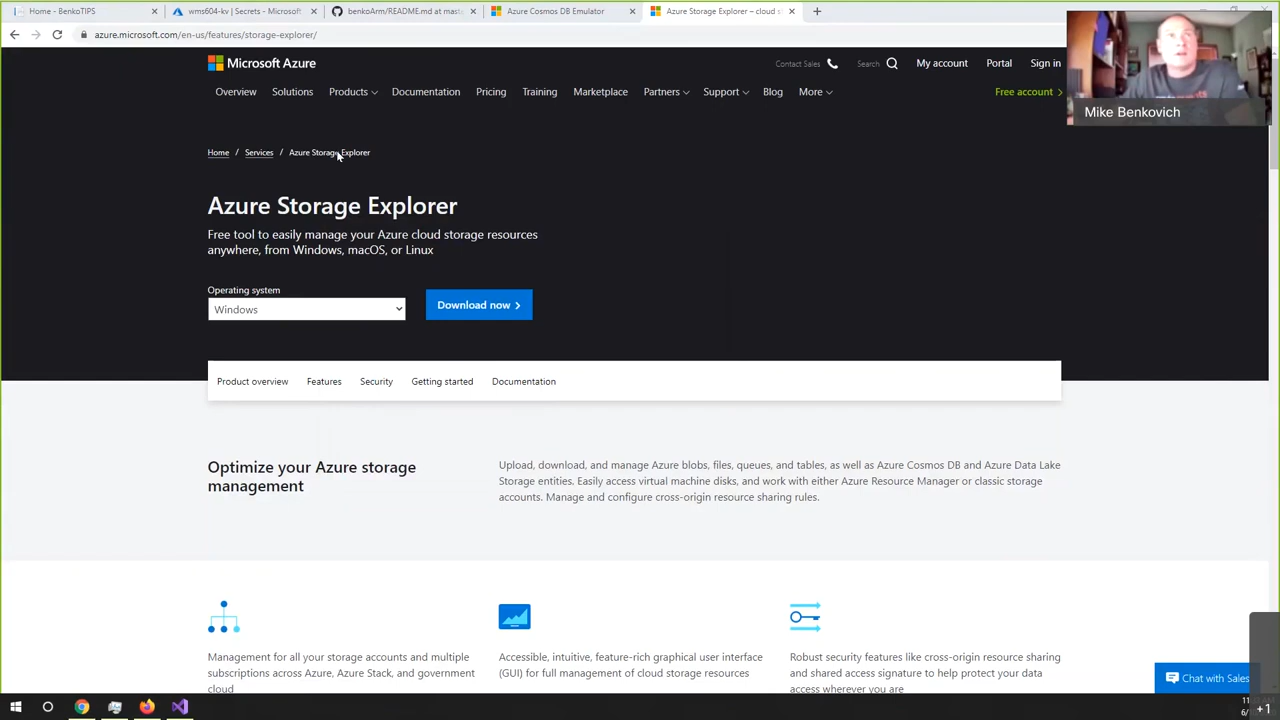 Home - BenkoTIPS
wms604-kv | Secrets - Microsoft
benkoArm/README.md at mast
Azure Cosmos DB Emulator
Azure Storage Explorer – cloud s
azure.microsoft.com/en-us/features/storage-explorer/
Microsoft Azure
Contact Sales
Search
My account
Portal
Sign in
Overview
Solutions
Products
Documentation
Pricing
Training
Marketplace
Partners
Support
Blog
More
Free account
Mike Benkovich
Home / Services / Azure Storage Explorer
Azure Storage Explorer
Free tool to easily manage your Azure cloud storage resources
anywhere, from Windows, macOS, or Linux
Operating system
Windows
Download now
Product overview
Features
Security
Getting started
Documentation
Optimize your Azure storage
management
Upload, download, and manage Azure blobs, files, queues, and tables, as well as Azure Cosmos DB and Azure Data Lake
Storage entities. Easily access virtual machine disks, and work with either Azure Resource Manager or classic storage
accounts. Manage and configure cross-origin resource sharing rules.
Management for all your storage accounts and multiple
subscriptions across Azure, Azure Stack, and government
cloud
Accessible, intuitive, feature-rich graphical user interface
(GUI) for full management of cloud storage resources
Robust security features like cross-origin resource sharing
and shared access signature to help protect your data
access wherever you are
Chat with Sales
+1